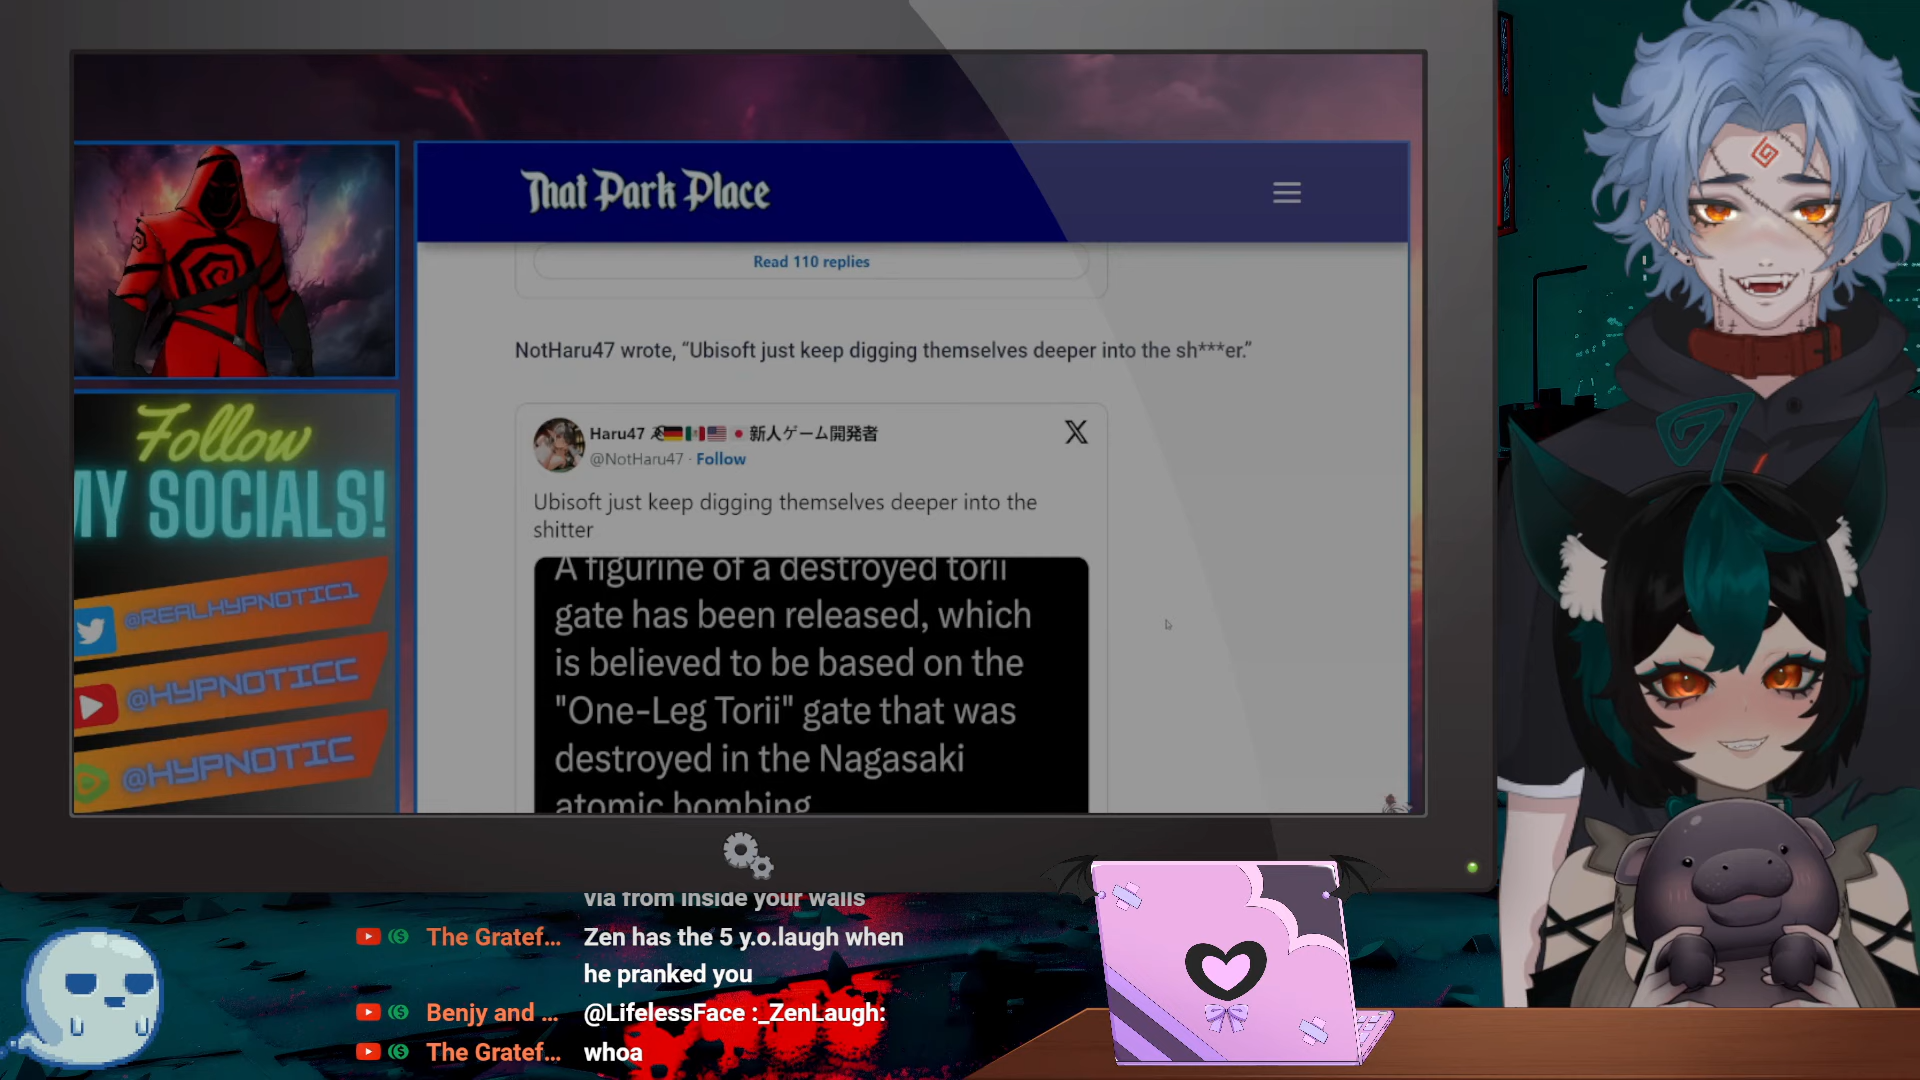 That Park Place
Read 110 replies
NotHaru47 wrote, “Ubisoft just keep digging themselves deeper into the sh***er.”
Haru47 🇩🇪🇲🇽🇺🇸🇯🇵新人ゲーム開発者
@NotHaru47 · Follow
Ubisoft just keep digging themselves deeper into the
shitter
A figurine of a destroyed torii
gate has been released, which
is believed to be based on the
"One-Leg Torii" gate that was
destroyed in the Nagasaki
atomic bombing
Follow
MY SOCIALS!
@REALHYPNOTIC1
@HYPNOTICC
@HYPNOTIC
via from inside your walls
The Gratef... Zen has the 5 y.o.laugh when
he pranked you
Benjy and ... @LifelessFace :_ZenLaugh:
The Gratef... whoa